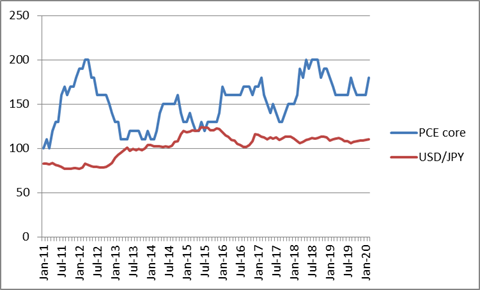 250
200
150
100
50
0
Jan-11
Jul-11
Jan-12
Jul-12
Jan-13
Jul-13
Jan-14
Jul-14
Jan-15
Jul-15
Jan-16
Jul-16
Jan-17
Jul-17
Jan-18
Jul-18
Jan-19
Jul-19
Jan-20
PCE core
USD/JPY